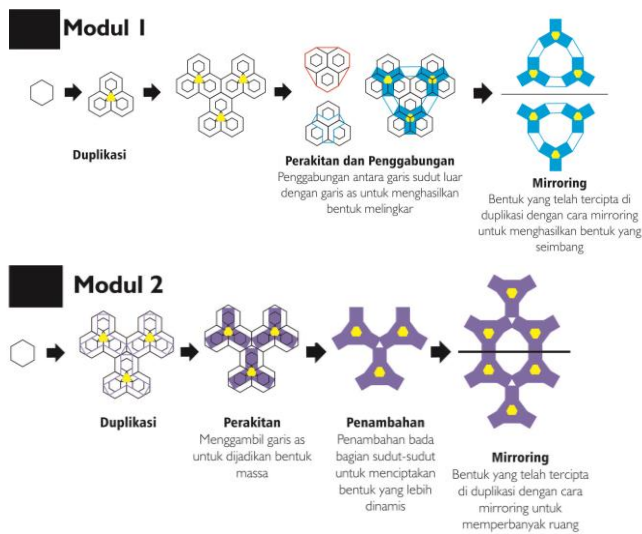 Modul 1
Duplikasi
Perakitan dan Penggabungan
Penggabungan antara garis sudut luar
dengan garis as untuk menghasilkan
bentuk melingkar
Mirroring
Bentuk yang telah tercipta di
duplikasi dengan cara mirroring
untuk menghasilkan bentuk yang
seimbang
Modul 2
Duplikasi
Perakitan
Menggambil garis as
untuk dijadikan bentuk
massa
Penambahan
Penambahan bada
bagian sudut-sudut
untuk menciptakan
bentuk yang lebih
dinamis
Mirroring
Bentuk yang telah tercipta
di duplikasi dengan cara
mirroring untuk
memperbanyak ruang